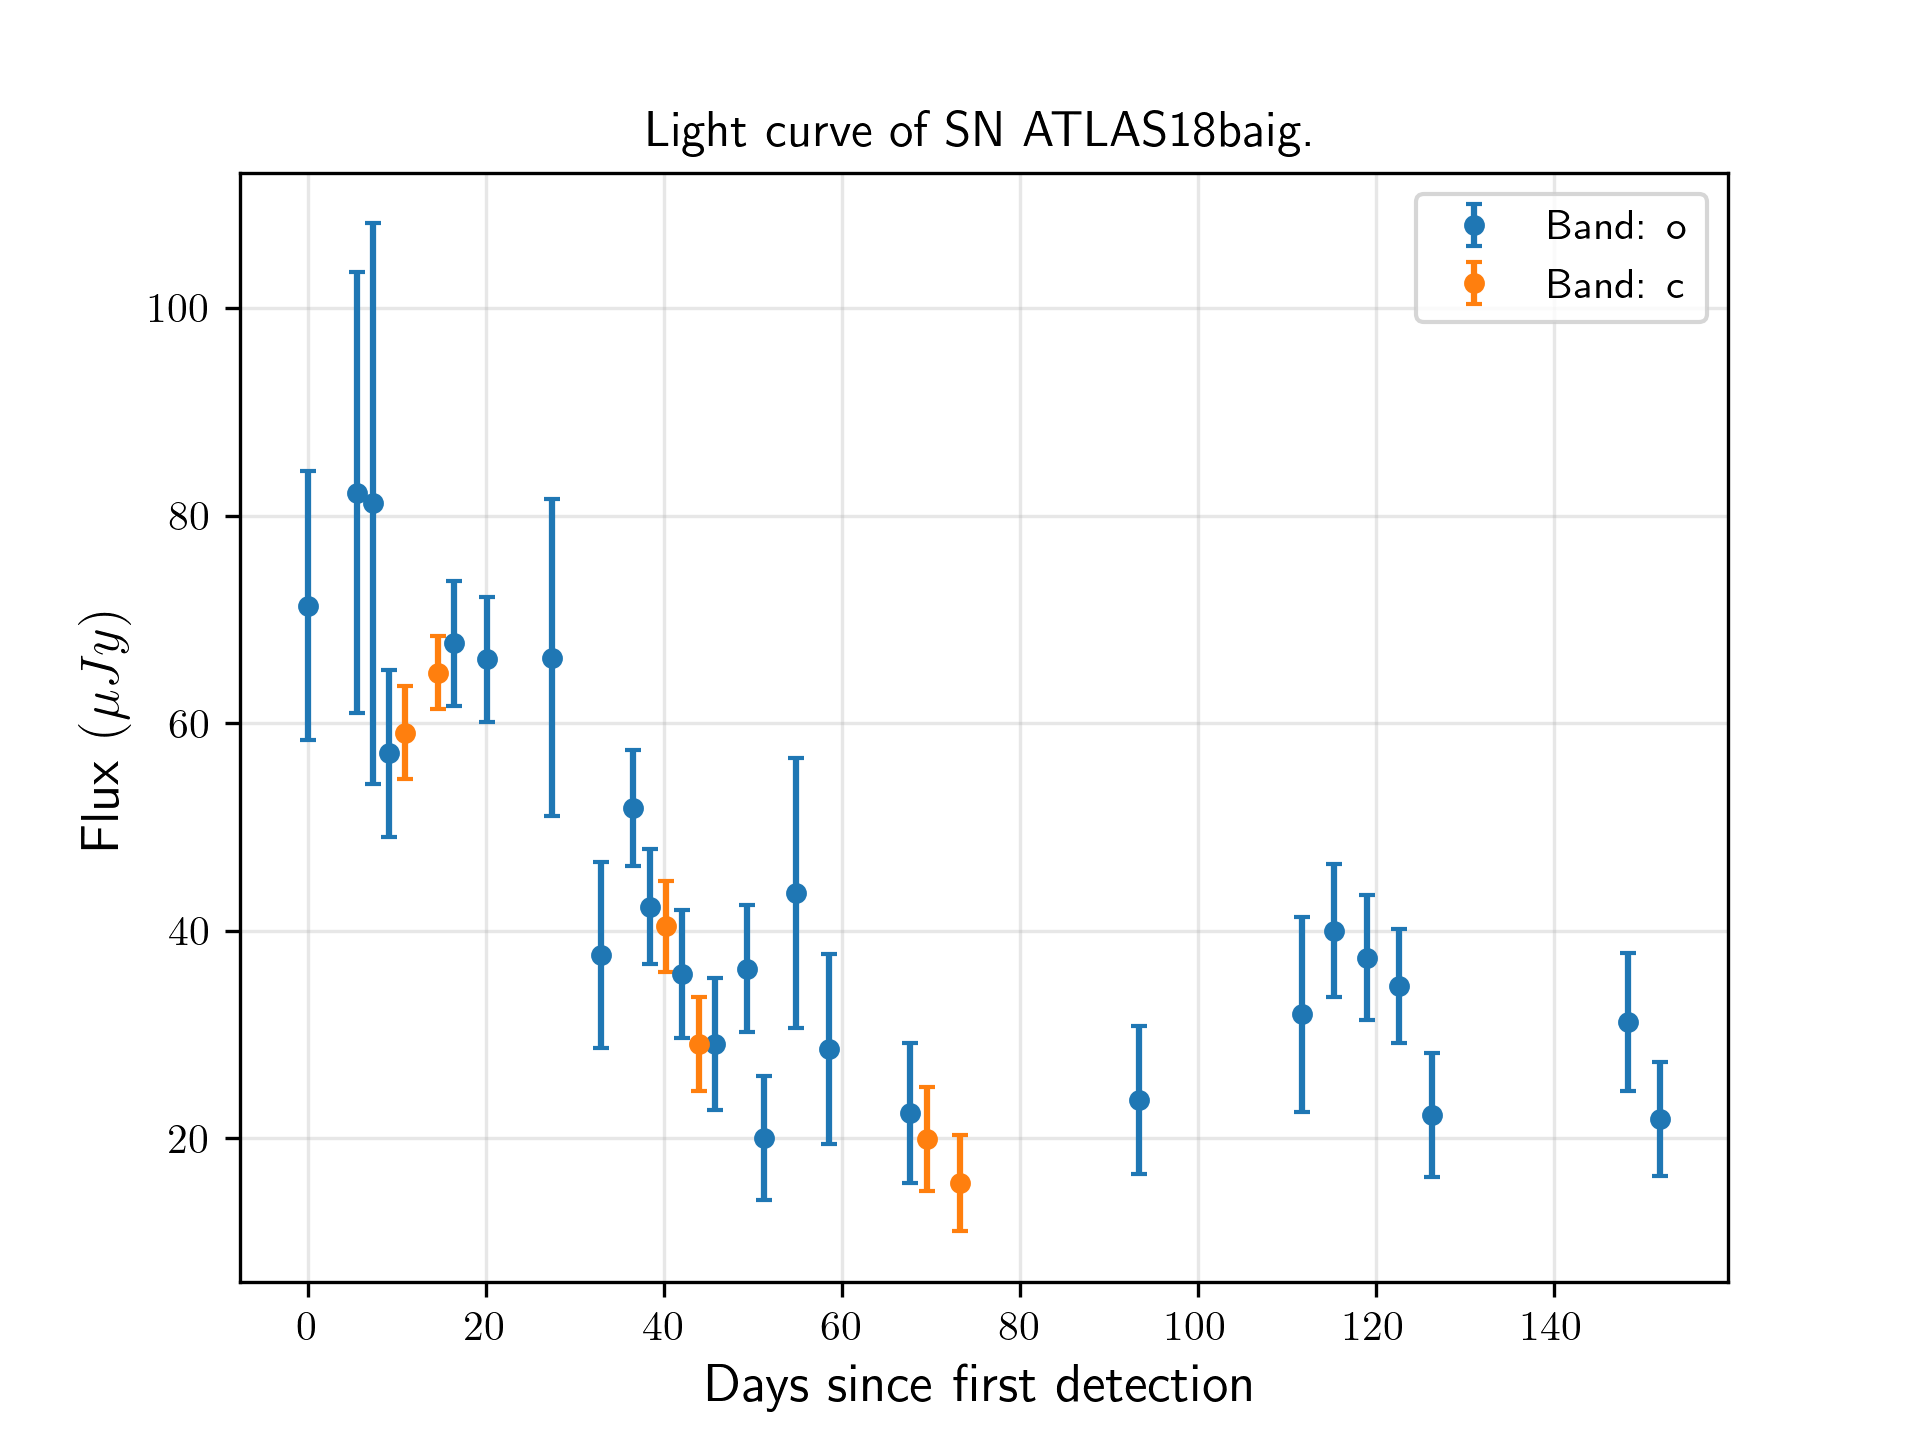 Light curve of SN ATLAS18baig.
Band: o
Band: c
100
80
60
40
20
Flux (μJy)
0 20 40 60 80 100 120 140
Days since first detection